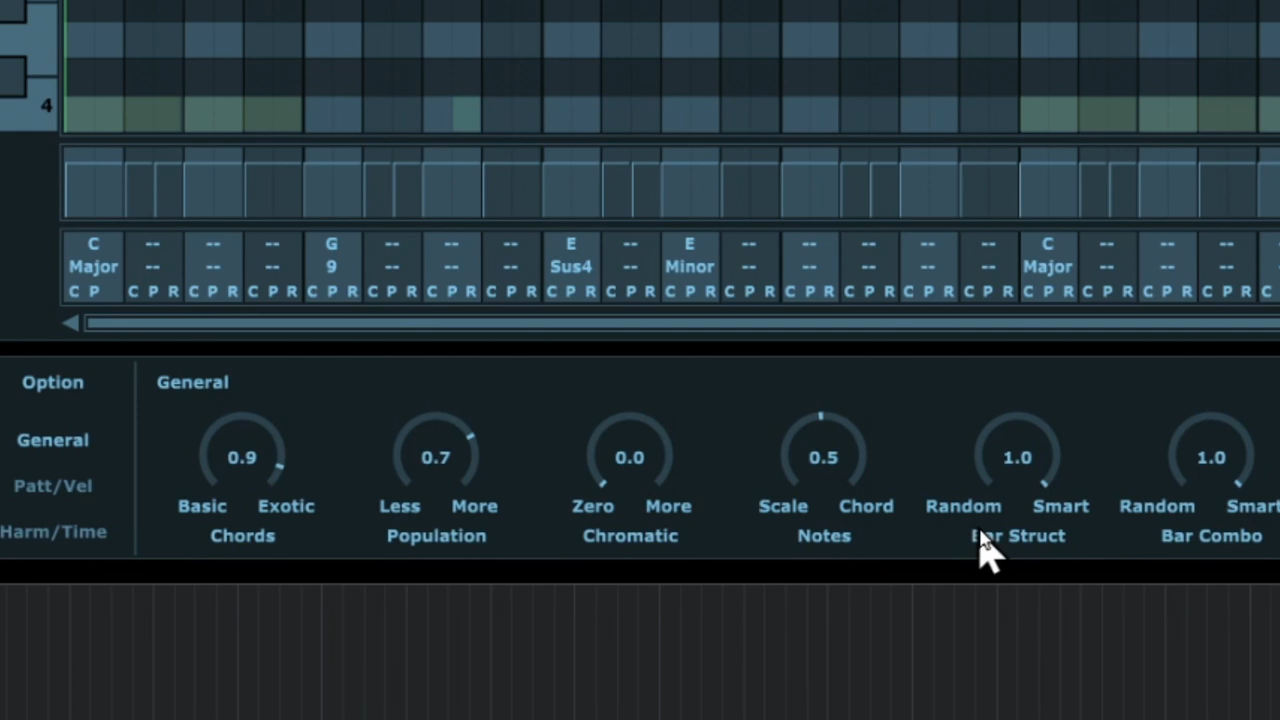 4
C -- -- -- G -- -- -- E -- E -- -- -- -- -- C -- -- --
Major -- -- -- 9 -- -- -- Sus4 -- Minor -- -- -- -- -- Major -- -- --
C P C P R C P R C P R C P R C P R C P R C P R C P R C P R C P R C P R C P R C P R C P R C P R C P R C P R C P R C P R C
Option General
General
Patt/Vel
Harm/Time
0.9 0.7 0.0 0.5 1.0 1.0
Basic Exotic Less More Zero More Scale Chord Random Smart Random Smart
Chords Population Chromatic Notes Bar Struct Bar Combo